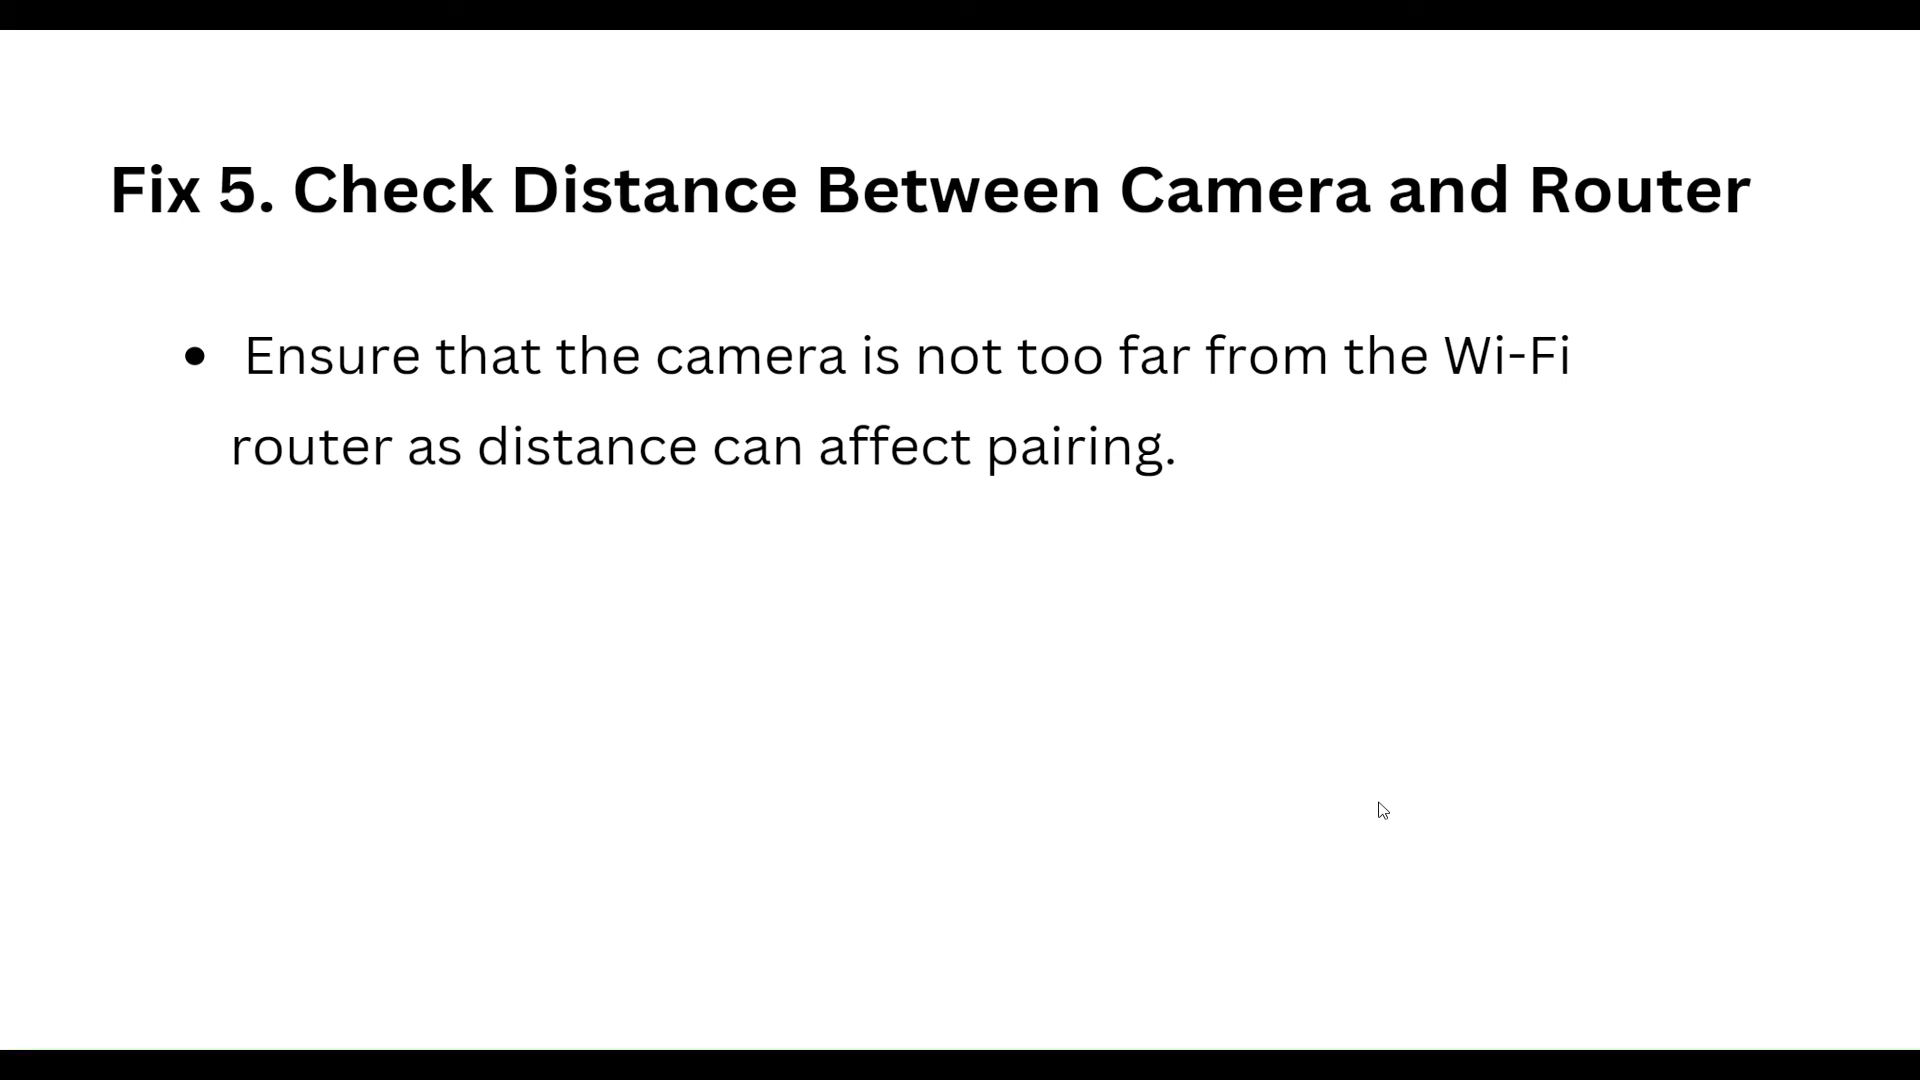 Fix 5. Check Distance Between Camera and Router
• Ensure that the camera is not too far from the Wi-Fi
router as distance can affect pairing.